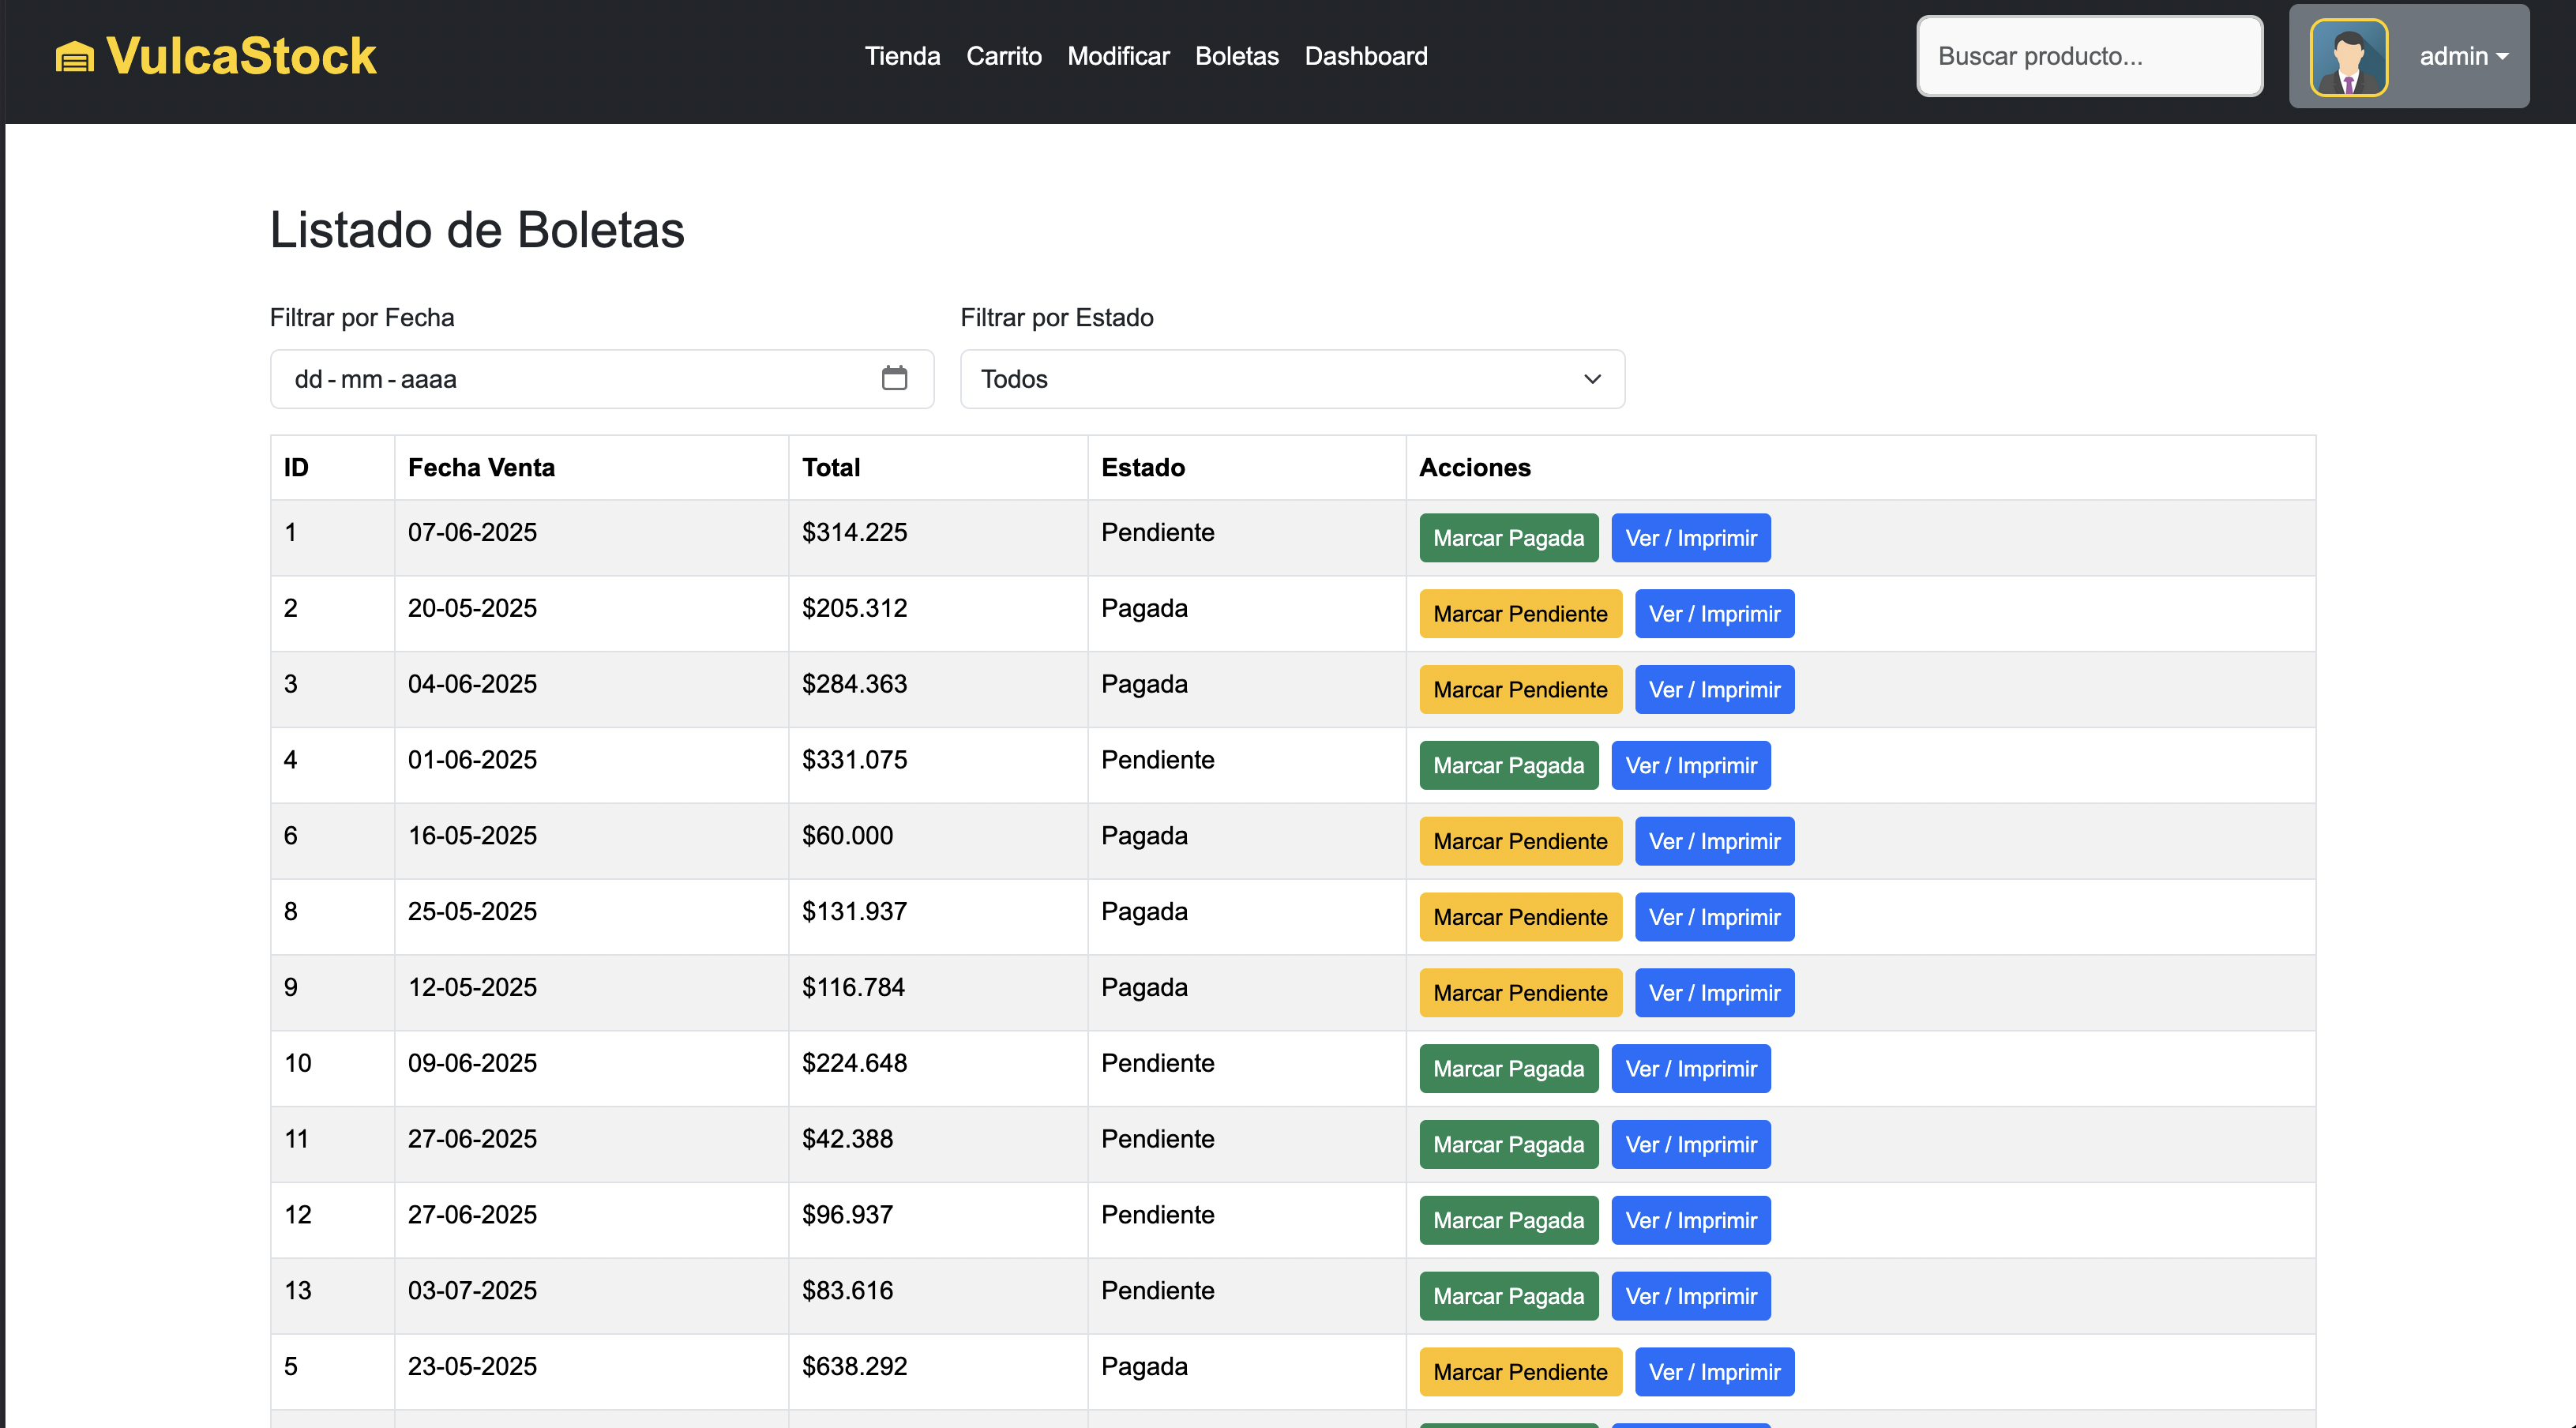 VulcaStock
Tienda Carrito Modificar Boletas Dashboard
Buscar producto...
admin
Listado de Boletas
Filtrar por Fecha Filtrar por Estado
dd-mm-aaaa Todos
ID Fecha Venta Total Estado Acciones
1 07-06-2025 $314.225 Pendiente Marcar Pagada Ver / Imprimir
2 20-05-2025 $205.312 Pagada Marcar Pendiente Ver / Imprimir
3 04-06-2025 $284.363 Pagada Marcar Pendiente Ver / Imprimir
4 01-06-2025 $331.075 Pendiente Marcar Pagada Ver / Imprimir
6 16-05-2025 $60.000 Pagada Marcar Pendiente Ver / Imprimir
8 25-05-2025 $131.937 Pagada Marcar Pendiente Ver / Imprimir
9 12-05-2025 $116.784 Pagada Marcar Pendiente Ver / Imprimir
10 09-06-2025 $224.648 Pendiente Marcar Pagada Ver / Imprimir
11 27-06-2025 $42.388 Pendiente Marcar Pagada Ver / Imprimir
12 27-06-2025 $96.937 Pendiente Marcar Pagada Ver / Imprimir
13 03-07-2025 $83.616 Pendiente Marcar Pagada Ver / Imprimir
5 23-05-2025 $638.292 Pagada Marcar Pendiente Ver / Imprimir